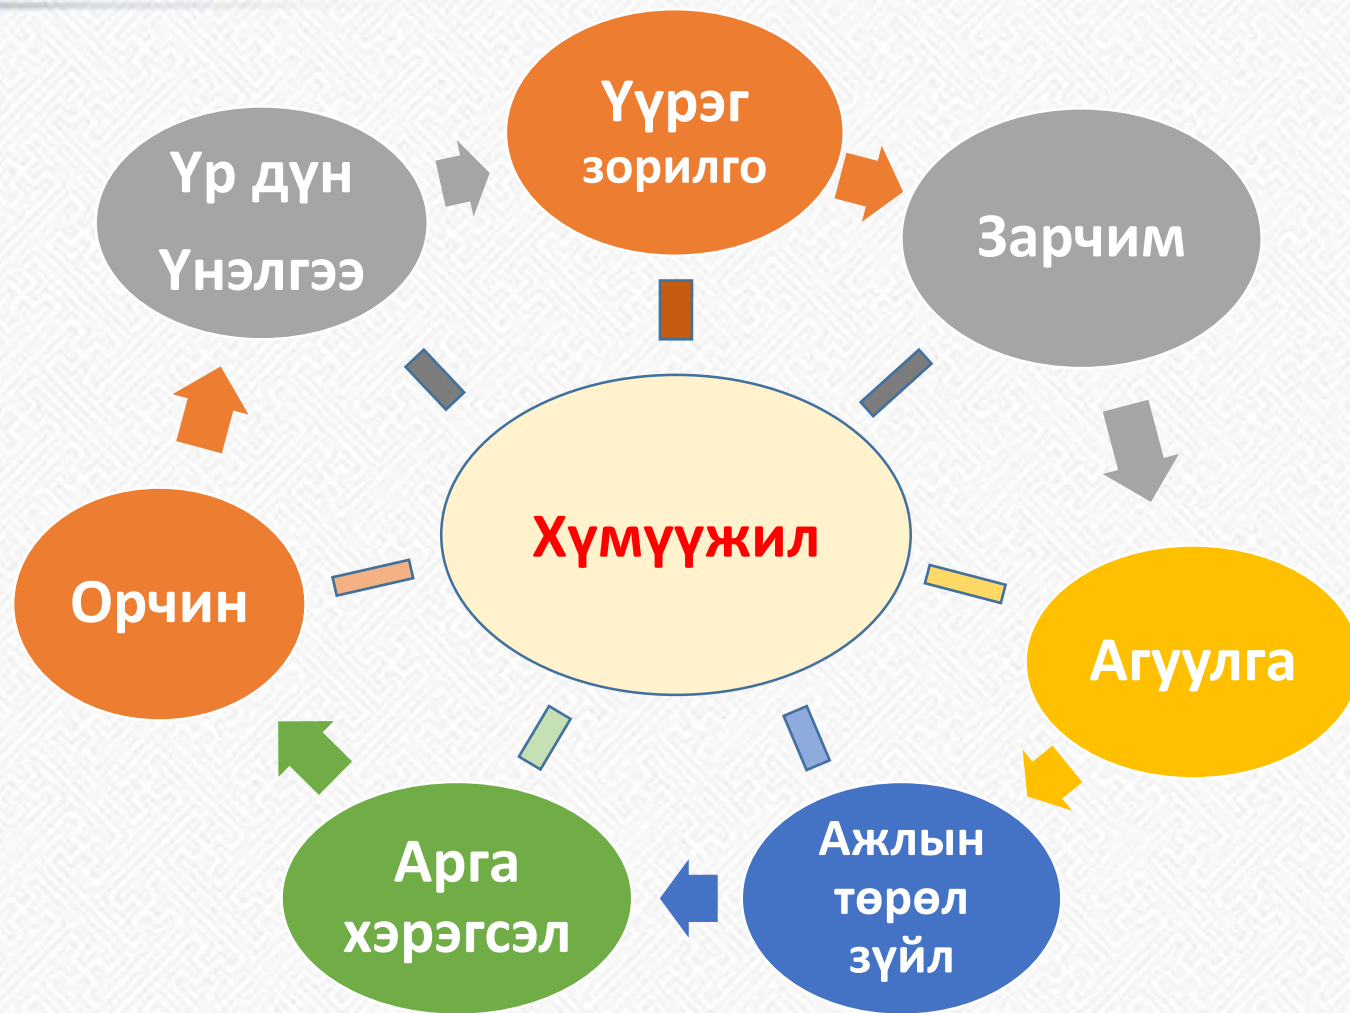 Үүрэг
зорилго
Зарчим
Агуулга
Ажлын
төрөл
зүйл
Арга
хэрэгсэл
Орчин
Үр дүн
Үнэлгээ
Хүмүүжил